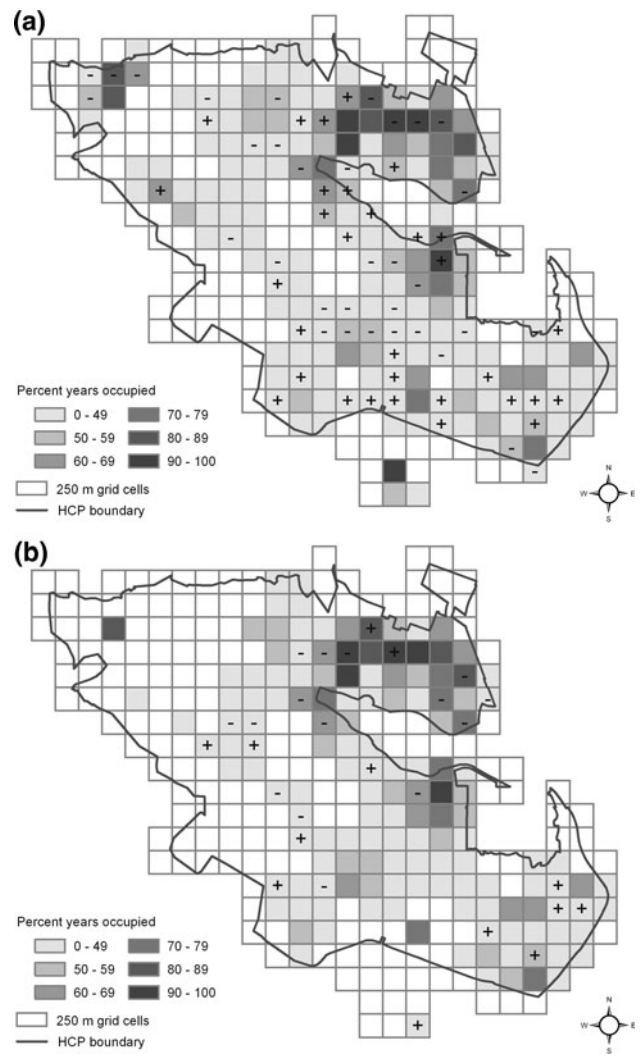 (a)
Percent years occupied
0 - 49 70 - 79
50 - 59 80 - 89
60 - 69 90 - 100
250 m grid cells
HCP boundary
N
W E
S
(b)
Percent years occupied
0 - 49 70 - 79
50 - 59 80 - 89
60 - 69 90 - 100
250 m grid cells
HCP boundary
N
W E
S